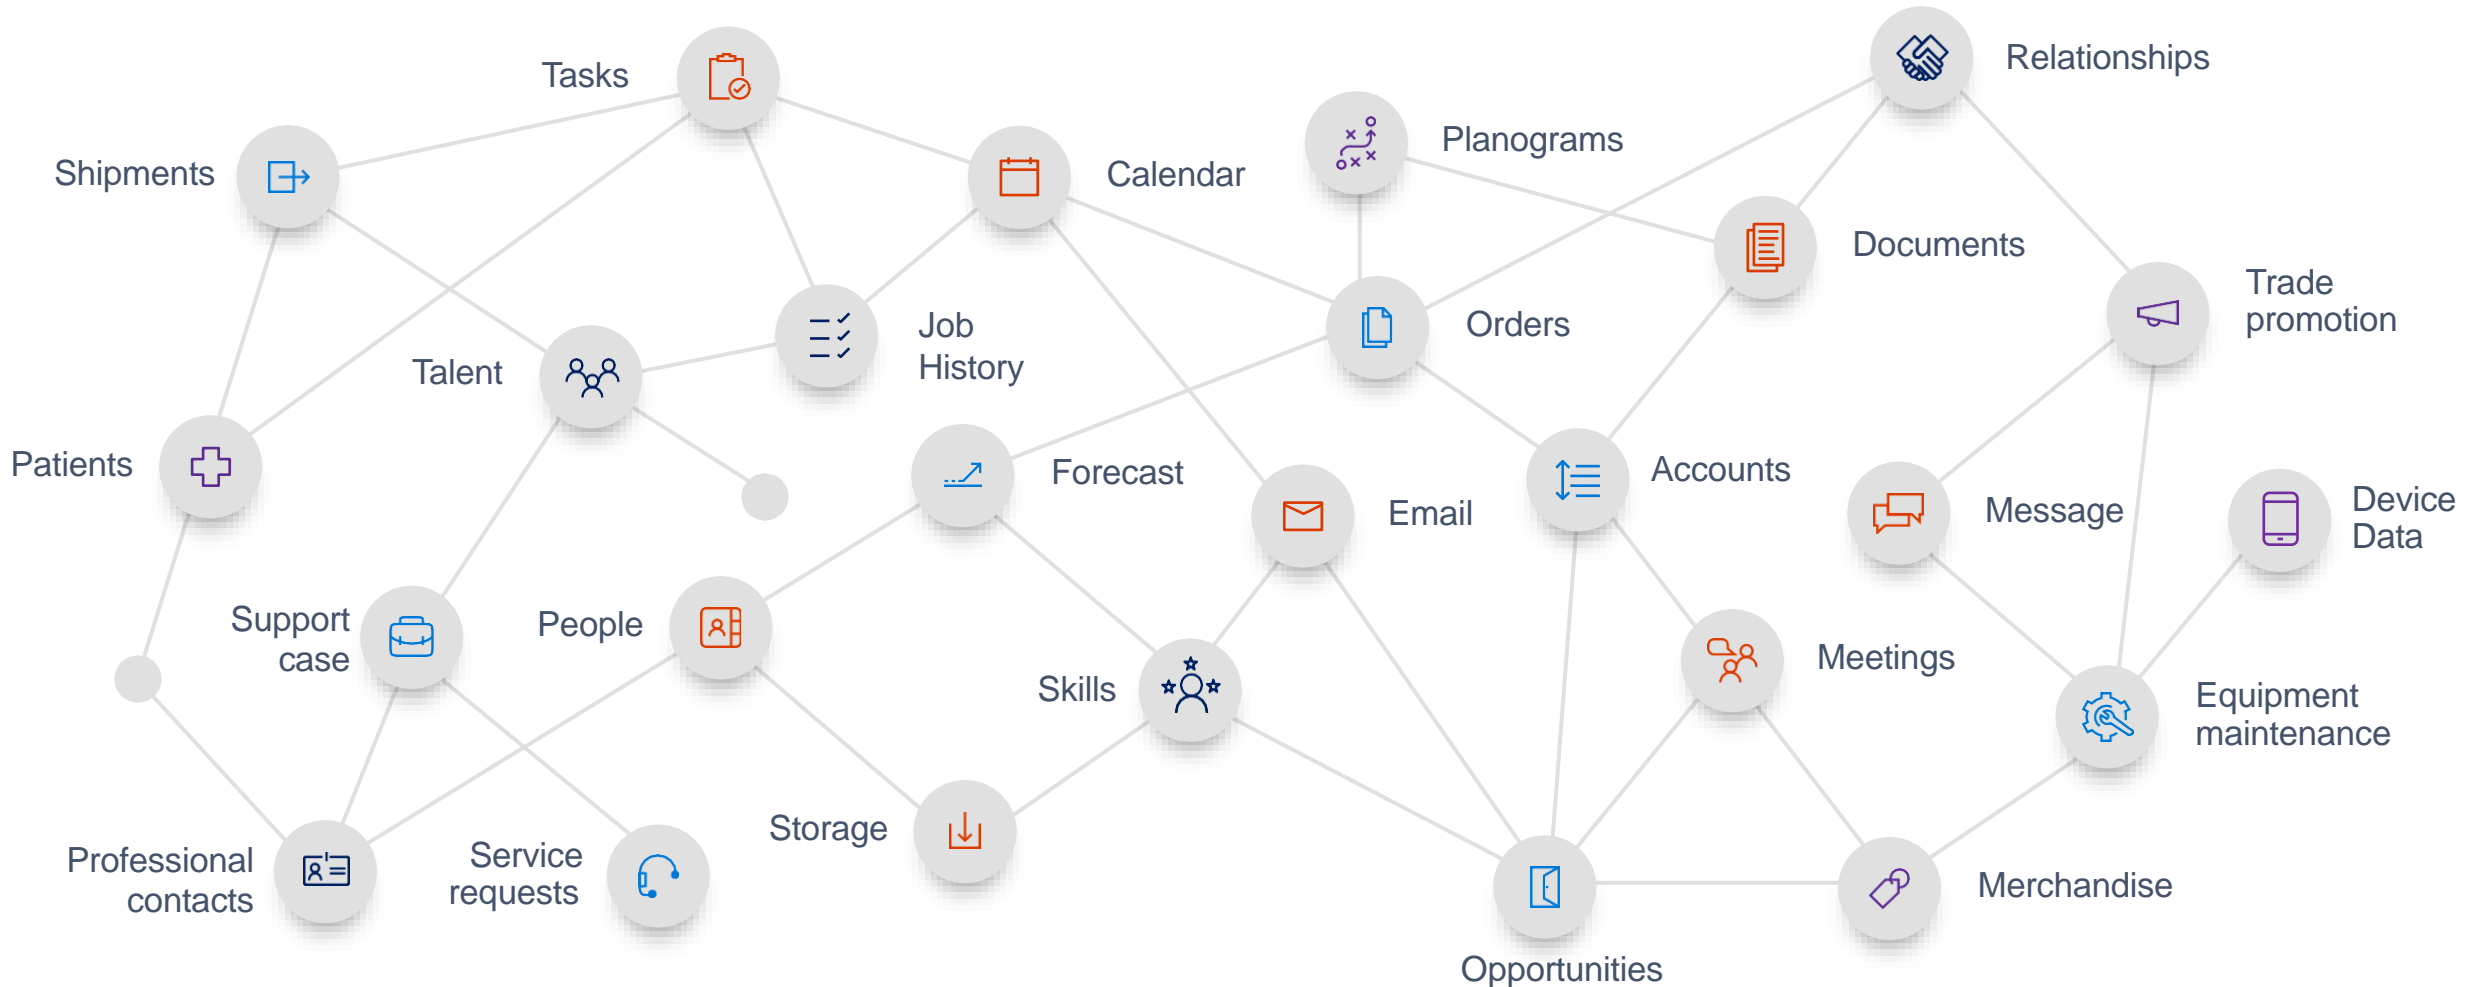 Relationships
Tasks
Planograms
Shipments
Calendar
Documents
Trade
promotion
Job
History
Orders
Talent
Patients
Forecast
Accounts
Email
Message
Device
Data
Support
case
People
Meetings
Skills
Equipment
maintenance
Storage
Professional
contacts
Service
requests
Merchandise
Opportunities